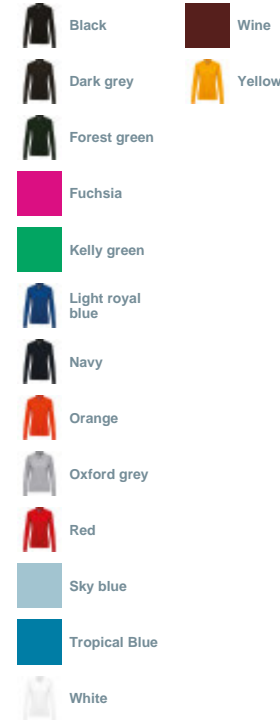 Black
Dark grey
Forest green
Fuchsia
Kelly green
Light royal
blue
Navy
Orange
Oxford grey
Red
Sky blue
Tropical Blue
White
Wine
Yellow